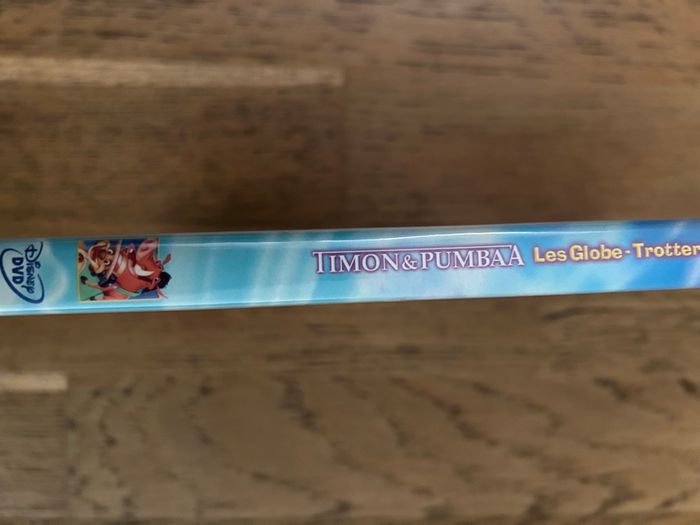 Disney
DVD
TIMON & PUMBAA Les Globe-Trotter